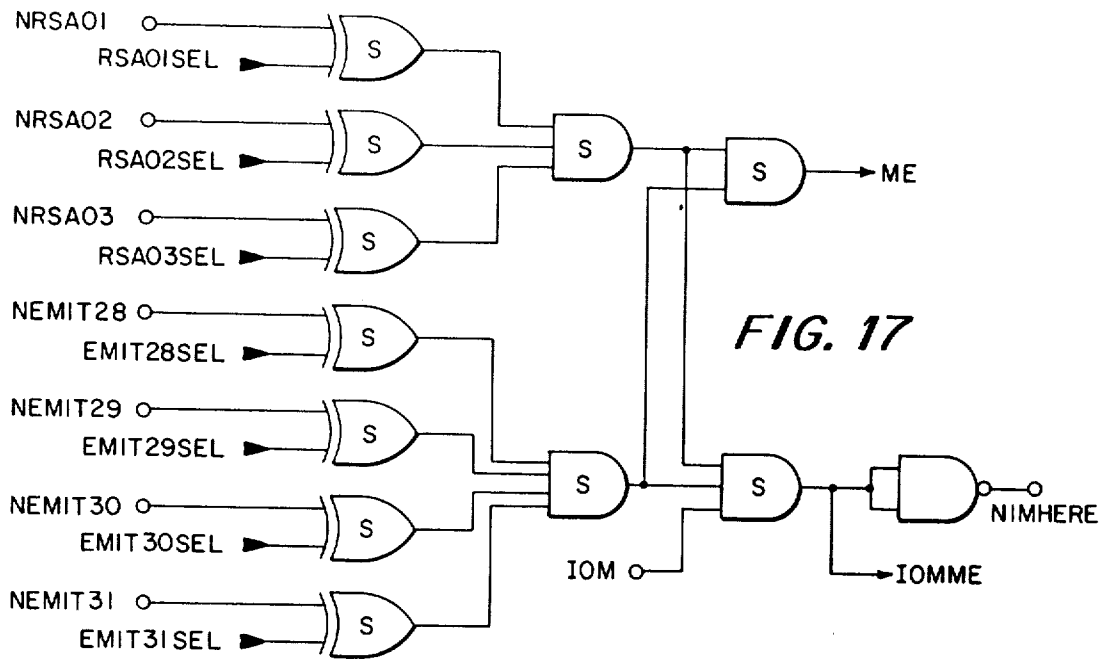 NRSA01
RSA01SEL
S
NRSA02
RSA02SEL
S
S
S
ME
NRSA03
RSA03SEL
S
NEMIT28
EMIT28SEL
S
FIG. 17
NEMIT29
EMIT29SEL
S
S
S
NIMHERE
NEMIT30
EMIT30SEL
S
IOM
IOMME
NEMIT31
EMIT31SEL
S